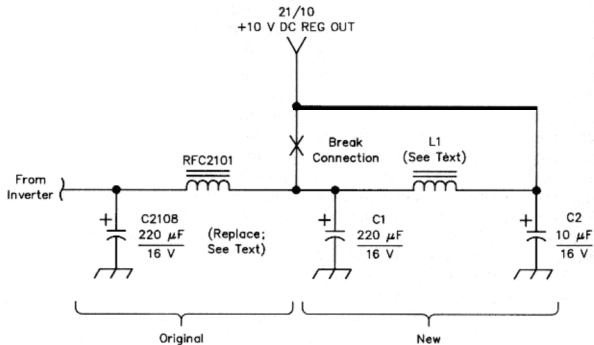 21/10
+10 V DC REG OUT
Break
Connection
L1
(See Text)
RFC2101
From
Inverter
+
C2108
220 µF
16 V
(Replace;
See Text)
+
C1
220 µF
16 V
+
C2
10 µF
16 V
Original
New